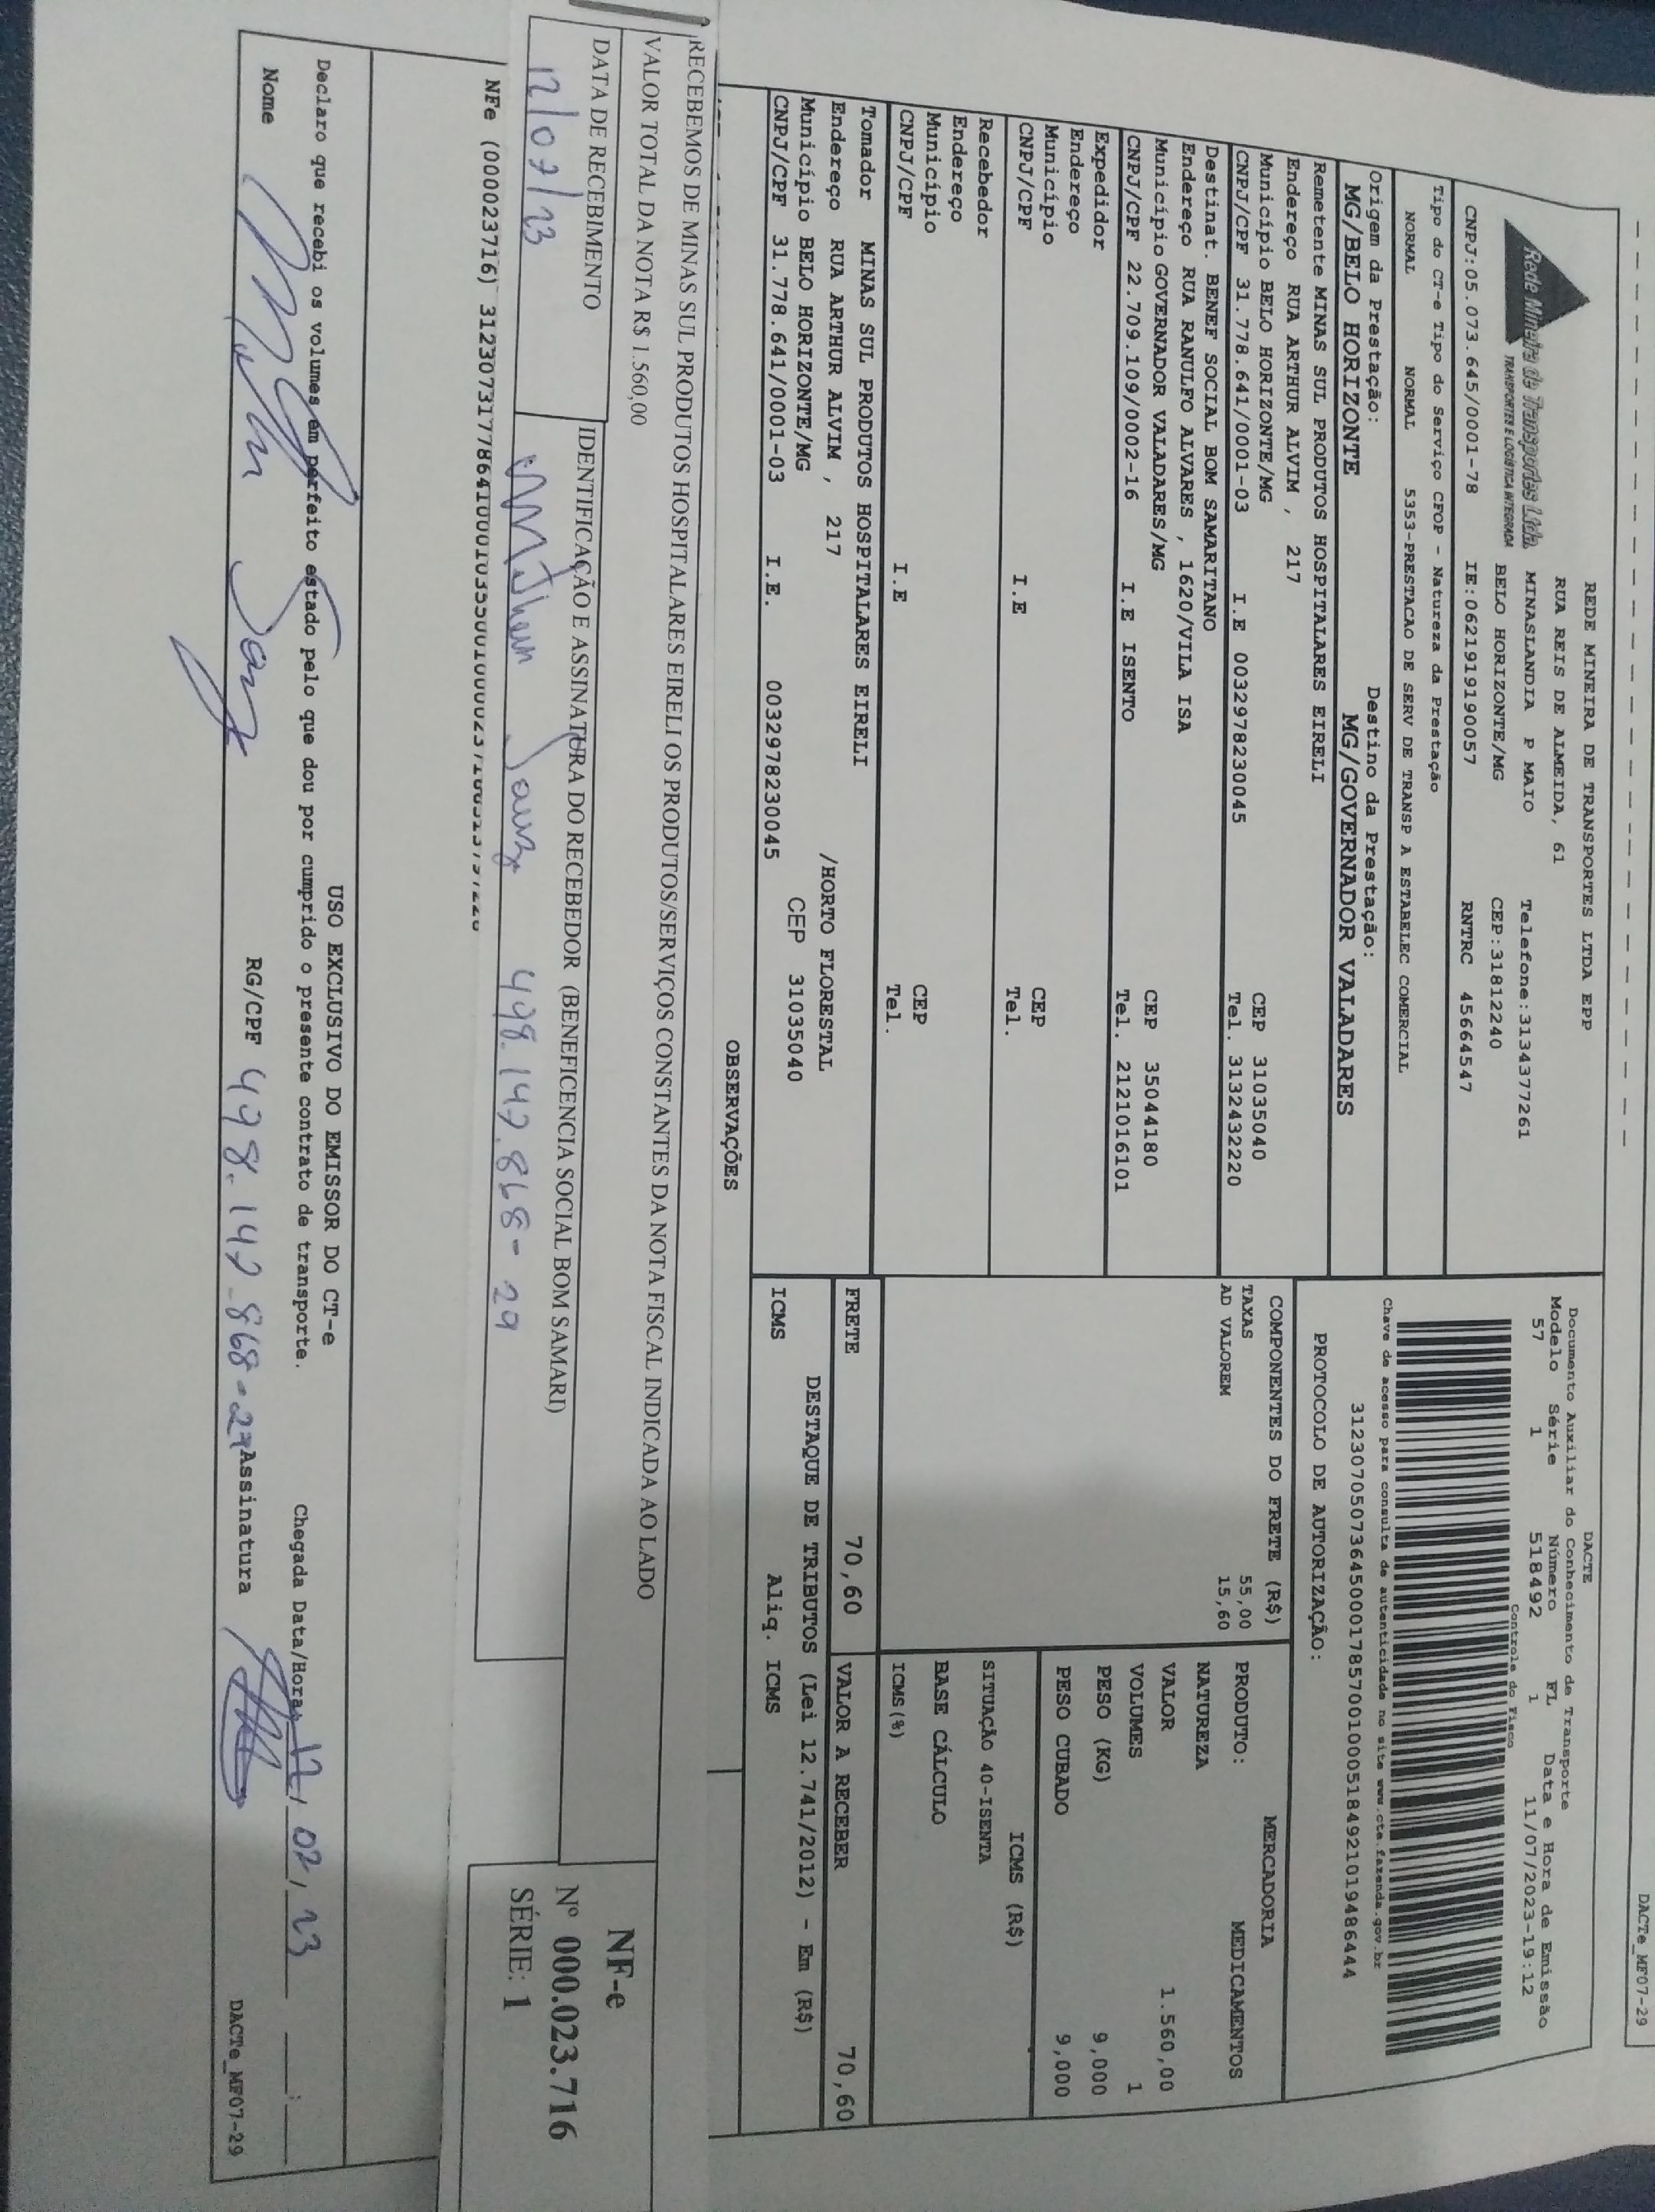 DACTe_MF07-29
Rede Mineira de Transportes Ltda.
TRANSPORTE E LOGÍSTICA INTEGRADA
REDE MINEIRA DE TRANSPORTES LTDA EPP
RUA REIS DE ALMEIDA, 61
MINASLANDIA P MAIO Telefone:3134377261
BELO HORIZONTE/MG CEP:31812240
CNPJ:05.073.645/0001-78 IE:0621919190057 RNTRC 45664547
DACTE
Documento Auxiliar do Conhecimento de Transporte
Modelo Série Número FL Data e Hora de Emissão
57 1 518492 1 11/07/2023-19:12
Controle do Fisco
Chave de acesso para consulta de autenticidade no site www.cte.fazenda.gov.br
31230705073645000178570010005184921019486444
PROTOCOLO DE AUTORIZAÇÃO:
Tipo do CT-e Tipo do Serviço CFOP - Natureza da Prestação
NORMAL NORMAL 5353-PRESTACAO DE SERV DE TRANSP A ESTABELEC COMERCIAL
Origem da Prestação: Destino da Prestação:
MG/BELO HORIZONTE MG/GOVERNADOR VALADARES
Remetente MINAS SUL PRODUTOS HOSPITALARES EIRELI
Endereço RUA ARTHUR ALVIM , 217
Município BELO HORIZONTE/MG CEP 31035040
CNPJ/CPF 31.778.641/0001-03 I.E 0032978230045 Tel. 3132432220
Destinat. BENEF SOCIAL BOM SAMARITANO
Endereço RUA RANULFO ALVARES , 1620/VILA ISA
Município GOVERNADOR VALADARES/MG CEP 35044180
CNPJ/CPF 22.709.109/0002-16 I.E ISENTO Tel. 2121016101
Expedidor
Endereço
Município CEP
CNPJ/CPF I.E Tel.
Recebedor
Endereço
Município CEP
CNPJ/CPF I.E Tel.
Tomador MINAS SUL PRODUTOS HOSPITALARES EIRELI
Endereço RUA ARTHUR ALVIM , 217 /HORTO FLORESTAL
Município BELO HORIZONTE/MG CEP 31035040
CNPJ/CPF 31.778.641/0001-03 I.E. 0032978230045
COMPONENTES DO FRETE (R$)
TAXAS 55,00
AD VALOREM 15,60
MERCADORIA
PRODUTO: MEDICAMENTOS
NATUREZA
VALOR 1.560,00
VOLUMES 1
PESO (KG) 9,000
PESO CUBADO 9,000
ICMS (R$)
SITUAÇÃO 40-ISENTA
BASE CÁLCULO
ICMS(%)
FRETE 70,60 VALOR A RECEBER 70,60
DESTAQUE DE TRIBUTOS (Lei 12.741/2012) - Em (R$)
ICMS Aliq. ICMS
OBSERVAÇÕES
RECEBEMOS DE MINAS SUL PRODUTOS HOSPITALARES EIRELI OS PRODUTOS/SERVIÇOS CONSTANTES DA NOTA FISCAL INDICADA AO LADO
VALOR TOTAL DA NOTA R$ 1.560,00
DATA DE RECEBIMENTO
12/07/23
IDENTIFICAÇÃO E ASSINATURA DO RECEBEDOR (BENEFICENCIA SOCIAL BOM SAMARI)
498.147.868-29
NF-e
Nº 000.023.716
SÉRIE: 1
NFe (000023716)
USO EXCLUSIVO DO EMISSOR DO CT-e
Declaro que recebi os volumes em perfeito estado pelo que dou por cumprido o presente contrato de transporte. Chegada Data/Hora: 12/07/23
Nome RG/CPF 498.147.868-29 Assinatura
DACTe_MF07-29